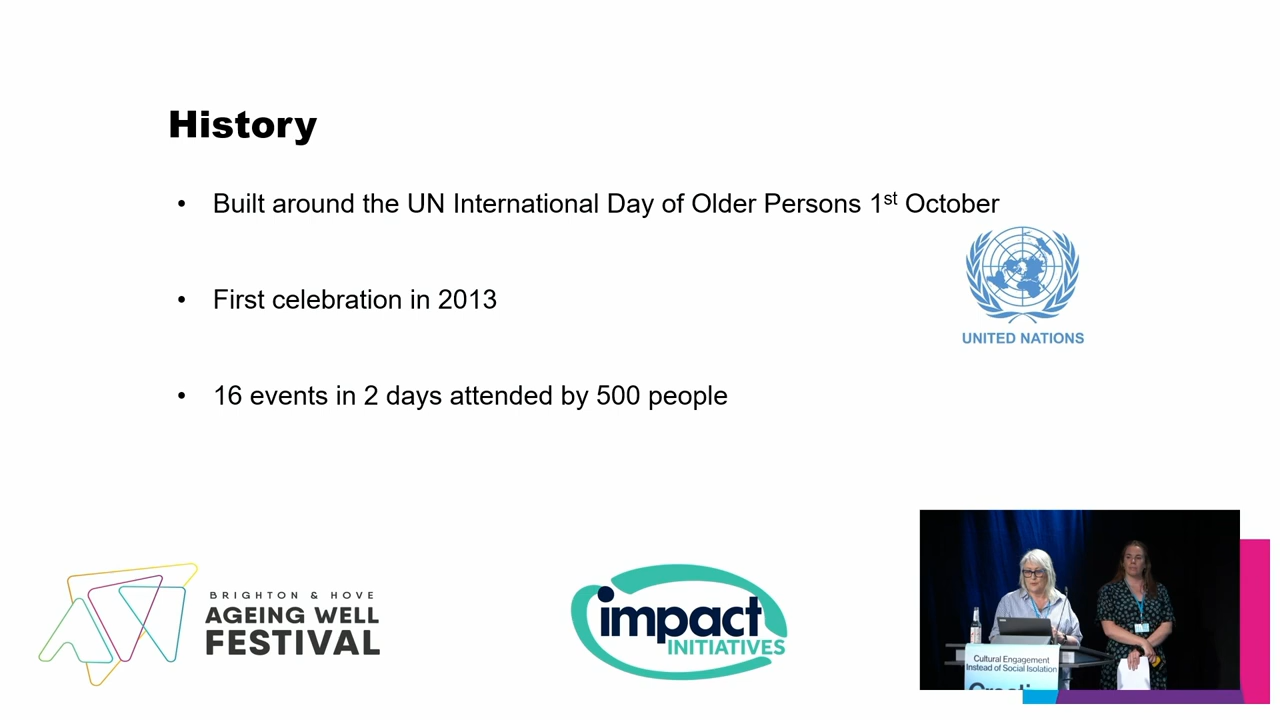 History
• Built around the UN International Day of Older Persons 1st October
• First celebration in 2013
UNITED NATIONS
• 16 events in 2 days attended by 500 people
BRIGHTON & HOVE
AGEING WELL
FESTIVAL
impact
INITIATIVES
Cultural Engagement
Instead of Social Isolation